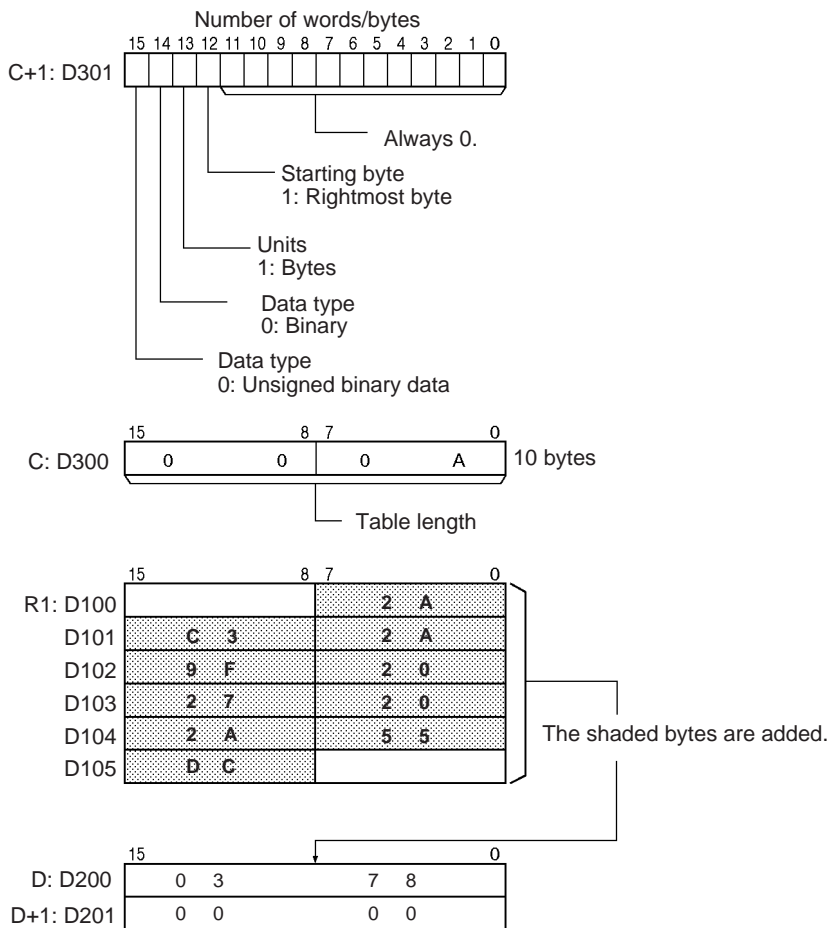 Number of words/bytes
15 14 13 12 11 10 9 8 7 6 5 4 3 2 1 0
C+1: D301
Always 0.
Starting byte
1: Rightmost byte
Units
1: Bytes
Data type
0: Binary
Data type
0: Unsigned binary data
15 8 7 0
C: D300 0 0 0 A 10 bytes
Table length
15 8 7 0
R1: D100 2 A
D101 C 3 2 A
D102 9 F 2 0
D103 2 7 2 0
D104 2 A 5 5
The shaded bytes are added.
D105 D C
15 0
D: D200 0 3 7 8
D+1: D201 0 0 0 0